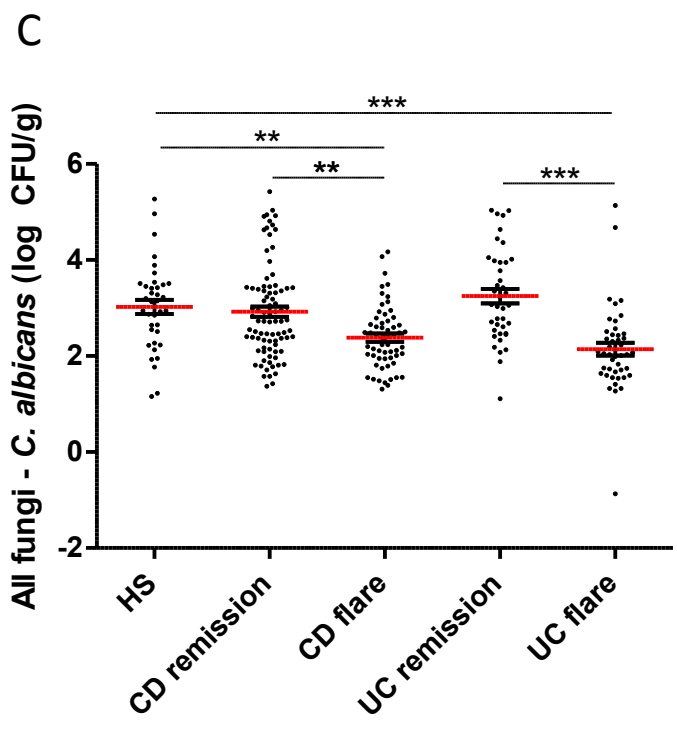 C
All fungi - C. albicans (log CFU/g)
***
**
**
***
6
4
2
0
-2
HS
CD remission
CD flare
UC remission
UC flare